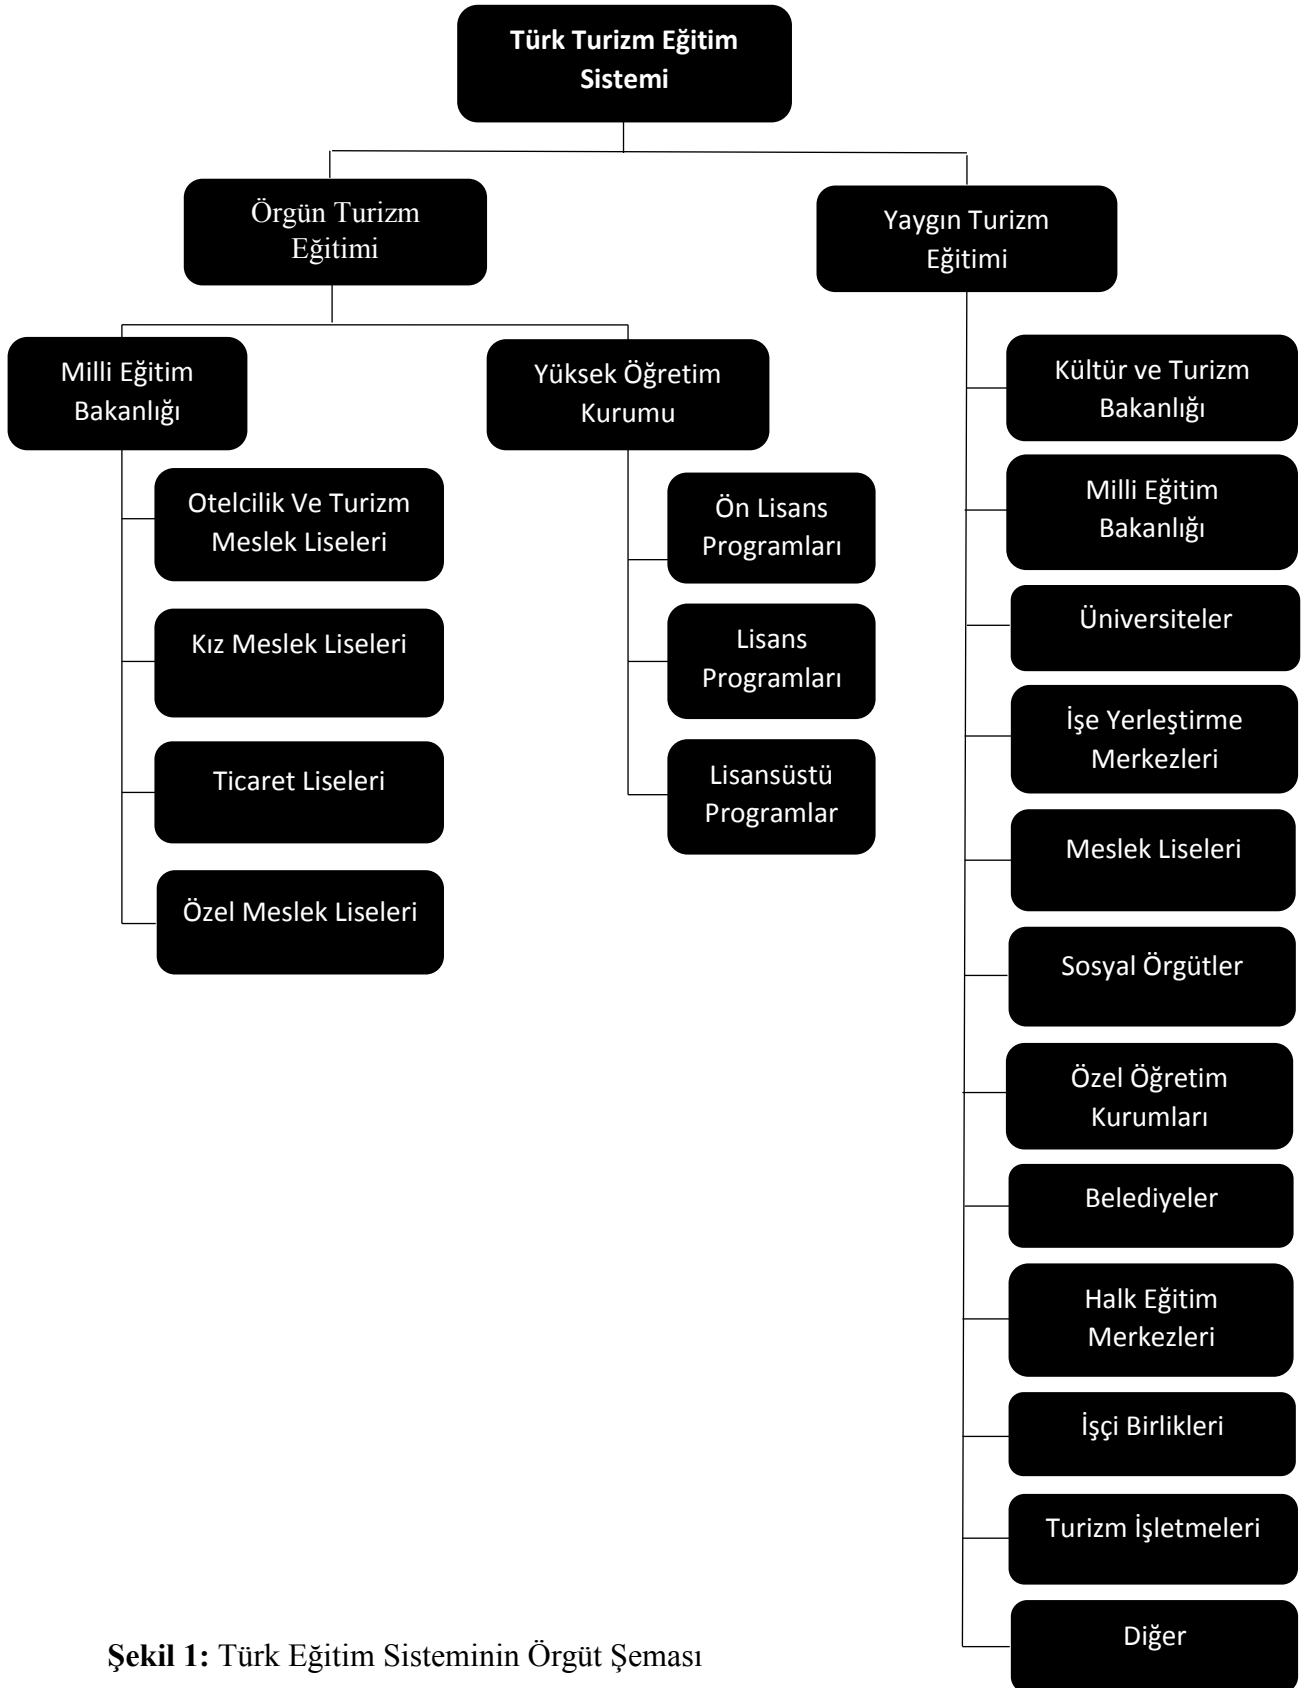 Türk Turizm Eğitim
Sistemi
Örgün Turizm
Eğitimi
Yaygın Turizm
Eğitimi
Milli Eğitim
Bakanlığı
Yüksek Öğretim
Kurumu
Otelcilik Ve Turizm
Meslek Liseleri
Kız Meslek Liseleri
Ticaret Liseleri
Özel Meslek Liseleri
Ön Lisans
Programları
Lisans
Programları
Lisansüstü
Programlar
Kültür ve Turizm
Bakanlığı
Milli Eğitim
Bakanlığı
Üniversiteler
İşe Yerleştirme
Merkezleri
Meslek Liseleri
Sosyal Örgütler
Özel Öğretim
Kurumları
Belediyeler
Halk Eğitim
Merkezleri
İşçi Birlikleri
Turizm İşletmeleri
Diğer
Şekil 1: Türk Eğitim Sisteminin Örgüt Şeması